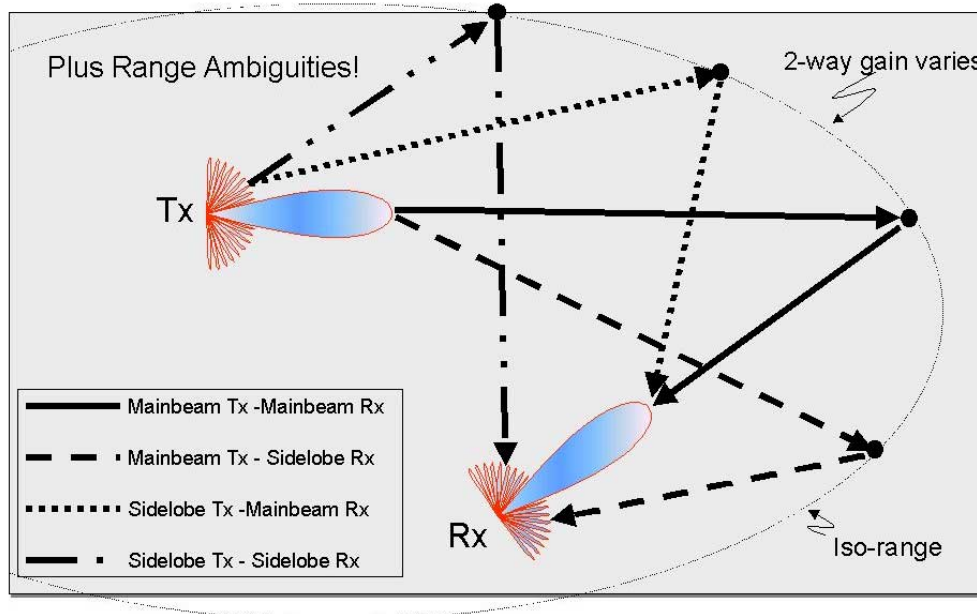 Plus Range Ambiguities!
2-way gain varies
Tx
Mainbeam Tx -Mainbeam Rx
Mainbeam Tx - Sidelobe Rx
Sidelobe Tx -Mainbeam Rx
Sidelobe Tx - Sidelobe Rx
Rx
Iso-range